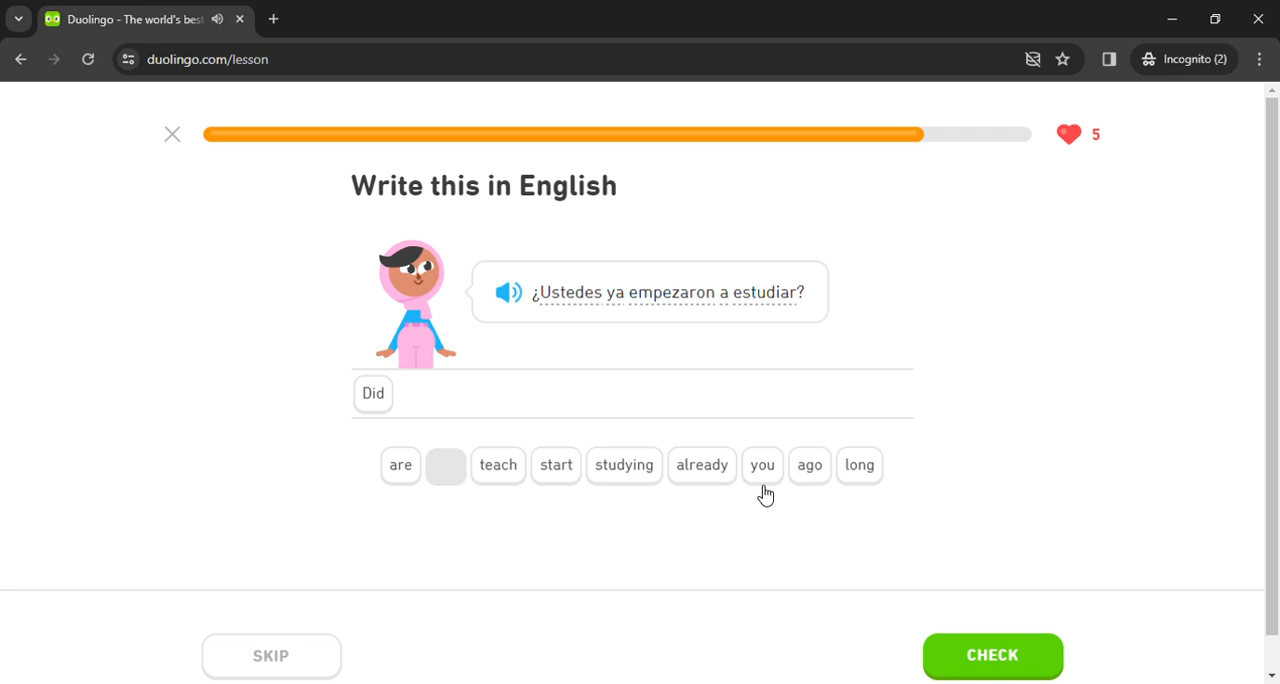 Duolingo - The world's bes
duolingo.com/lesson
Incognito (2)
5
Write this in English
¿Ustedes ya empezaron a estudiar?
Did
are teach start studying already you ago long
SKIP
CHECK